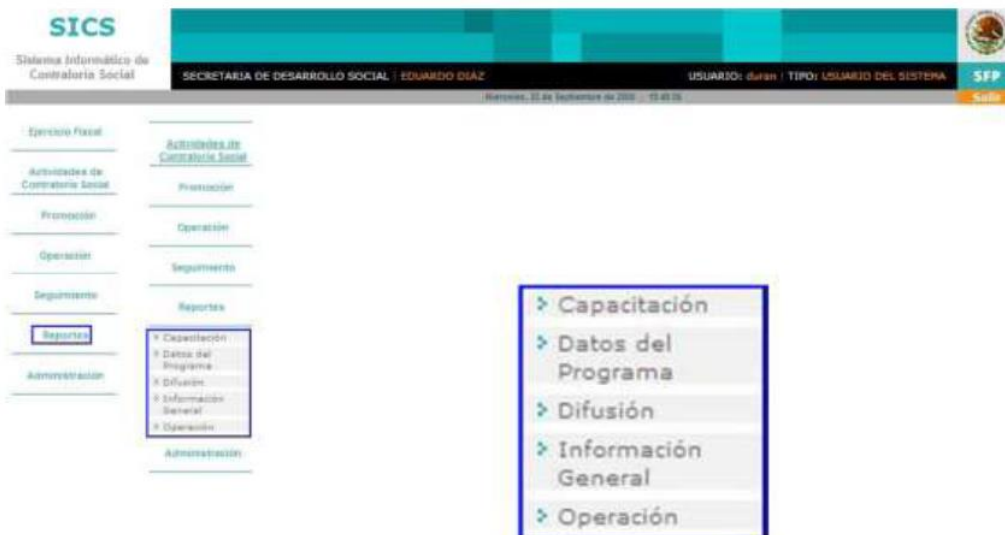 SICS
Sistema Informático de
Contraloría Social
SECRETARIA DE DESARROLLO SOCIAL | EDUARDO DIÁZ
USUARIO: duran | TIPO: USUARIO DEL SISTEMA
SFP
Salir
Ejercicio Fiscal
Actividades de
Contraloría Social
Promoción
Operación
Seguimiento
Reportes
Administración
Actividades de
Contraloría Social
Promoción
Operación
Seguimiento
Reportes
Capacitación
Datos del
Programa
Difusión
Información
General
Operación
Administración
Capacitación
Datos del
Programa
Difusión
Información
General
Operación